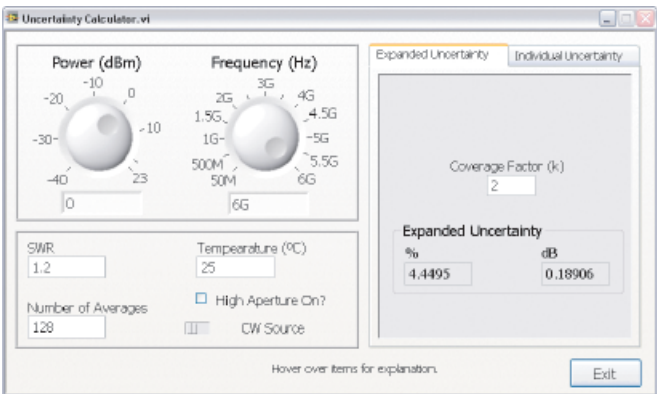 Uncertainty Calculator.vi
Power (dBm)
-10
-20
0
-30-
-10
-40
23
0
Frequency (Hz)
3G
2G
4G
1.5G
4.5G
1G-
-5G
500M
5.5G
50M
6G
6G
SWR
1.2
Tempearature (ºC)
25
Number of Averages
128
High Aperture On?
CW Source
Expanded Uncertainty
Individual Uncertainty
Coverage Factor (k)
2
Expanded Uncertainty
%
dB
4.4495
0.18906
Hover over items for explanation.
Exit